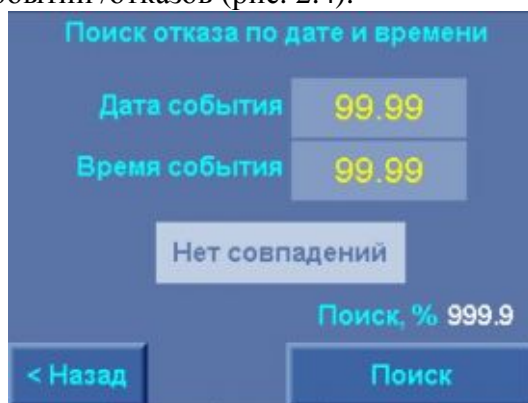 событий /отказов (рис. 2.4).
Поиск отказа по дате и времени
Дата события 99.99
Время события 99.99
Нет совпадений
Поиск, % 999.9
< Назад Поиск